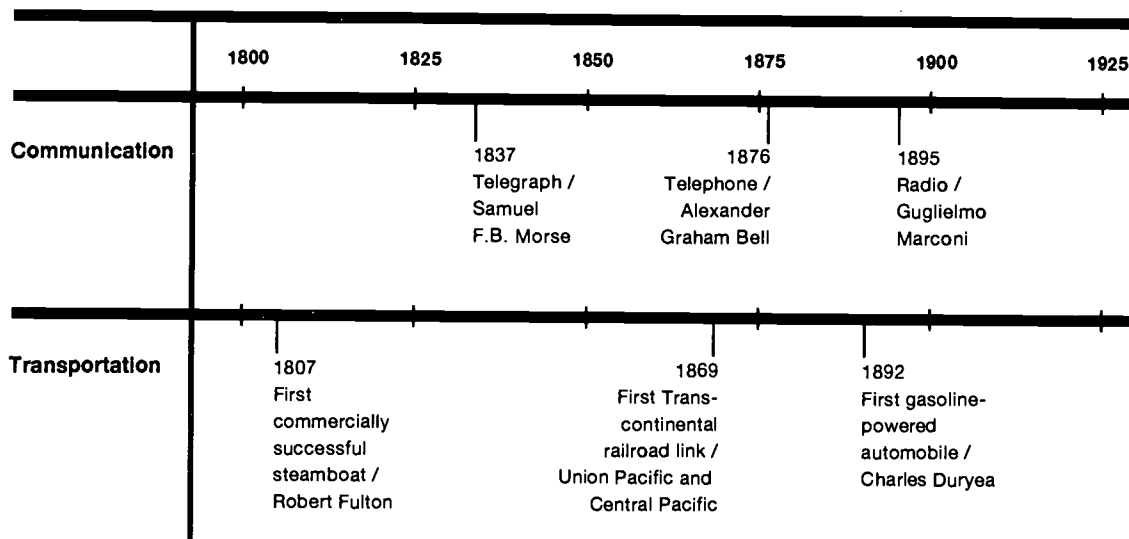 1800 1825 1850 1875 1900 1925
Communication
1837
Telegraph /
Samuel
F.B. Morse
1876
Telephone /
Alexander
Graham Bell
1895
Radio /
Guglielmo
Marconi
Transportation
1807
First
commercially
successful
steamboat /
Robert Fulton
1869
First Trans-
continental
railroad link /
Union Pacific and
Central Pacific
1892
First gasoline-
powered
automobile /
Charles Duryea